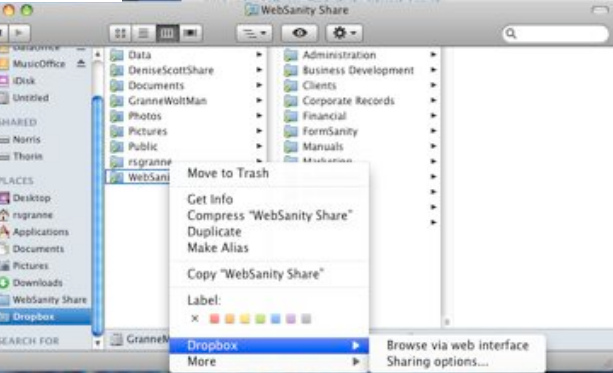 WebSanity Share
MusicOffice
iDisk
Untitled
SHARED
Norris
Thorin
PLACES
Desktop
rsgranne
Applications
Documents
Pictures
Downloads
WebSanity Share
Dropbox
SEARCH FOR
Data
DeniseScottShare
Documents
GranneWoltMan
Photos
Pictures
Public
rsgranne
WebSani
Administration
Business Development
Clients
Corporate Records
Financial
FormSanity
Manuals
Marketing
Move to Trash
Get Info
Compress "WebSanity Share"
Duplicate
Make Alias
Copy "WebSanity Share"
Label:
×
Dropbox
More
Browse via web interface
Sharing options...
GranneM